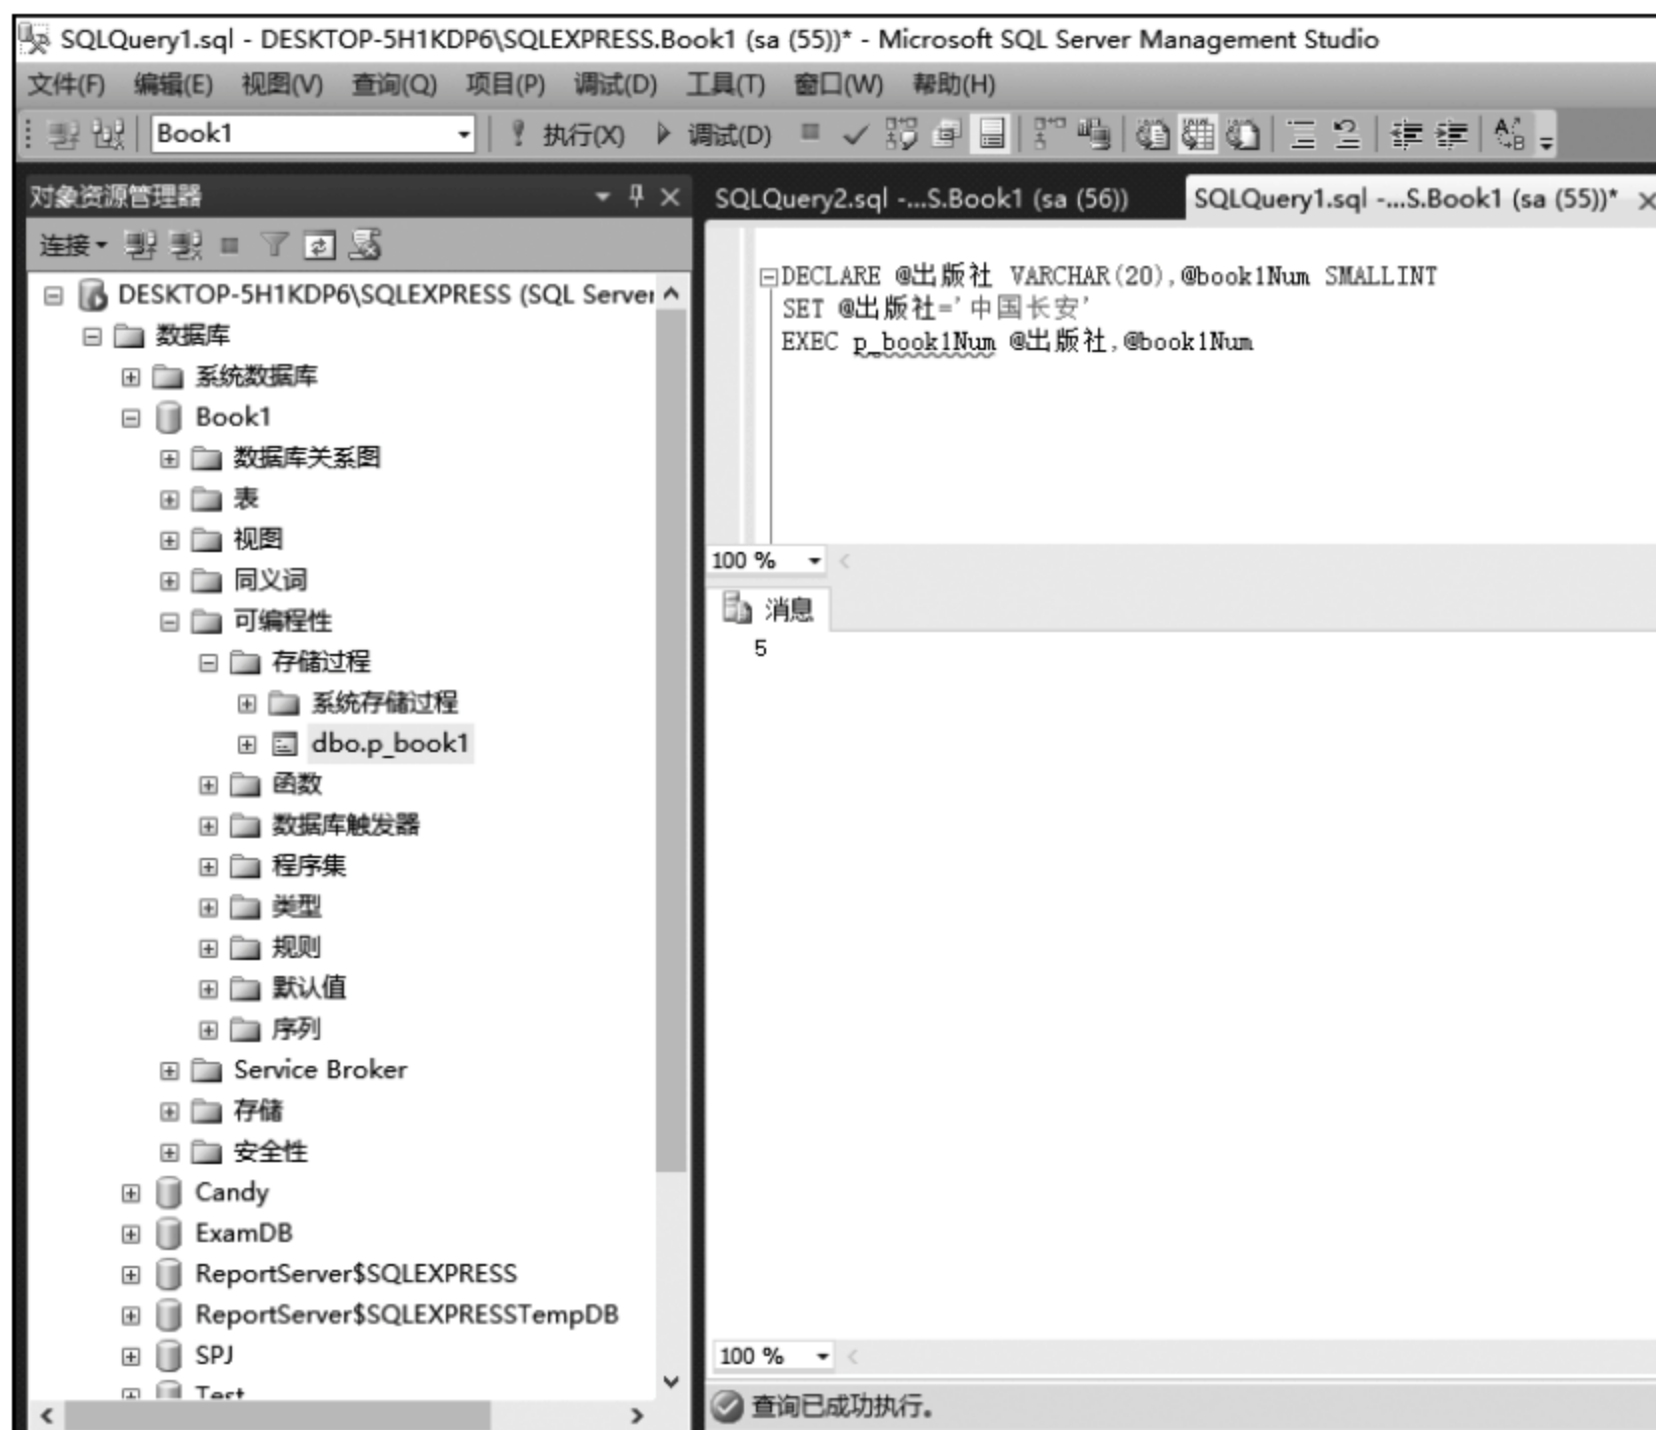 SQLQuery1.sql - DESKTOP-5H1KDP6\SQLEXPRESS.Book1 (sa (55))* - Microsoft SQL Server Management Studio
文件(F) 编辑(E) 视图(V) 查询(Q) 项目(P) 调试(D) 工具(T) 窗口(W) 帮助(H)
Book1 执行(X) 调试(D)
对象资源管理器
连接
DESKTOP-5H1KDP6\SQLEXPRESS (SQL Server
数据库
系统数据库
Book1
数据库关系图
表
视图
同义词
可编程性
存储过程
系统存储过程
dbo.p_book1
函数
数据库触发器
程序集
类型
规则
默认值
序列
Service Broker
存储
安全性
Candy
ExamDB
ReportServer$SQLEXPRESS
ReportServer$SQLEXPRESSTempDB
SPJ
Test
SQLQuery2.sql -...S.Book1 (sa (56)) SQLQuery1.sql -...S.Book1 (sa (55))*
DECLARE @出版社 VARCHAR(20),@book1Num SMALLINT
SET @出版社='中国长安'
EXEC p_book1Num @出版社,@book1Num
100 %
消息
5
100 %
查询已成功执行。